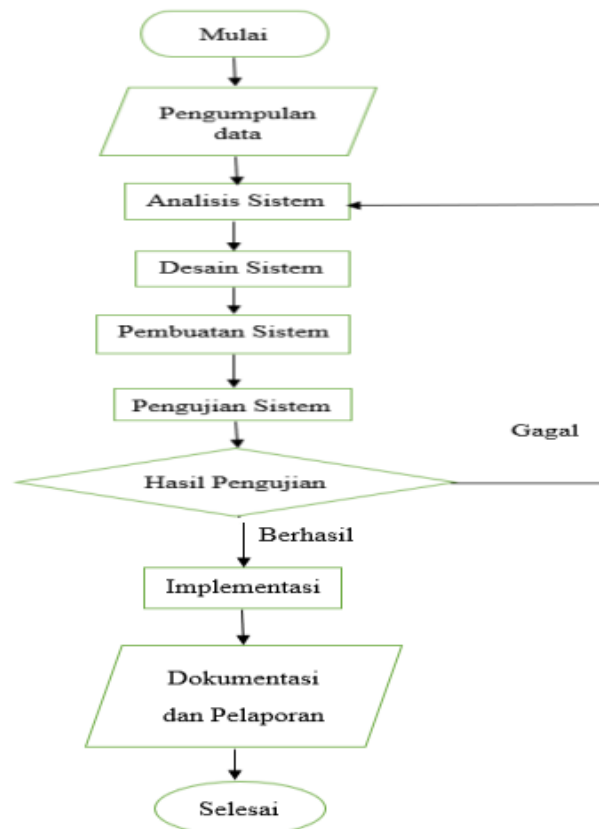 Mulai
Pengumpulan
data
Analisis Sistem
Desain Sistem
Pembuatan Sistem
Pengujian Sistem
Gagal
Hasil Pengujian
Berhasil
Implementasi
Dokumentasi
dan Pelaporan
Selesai